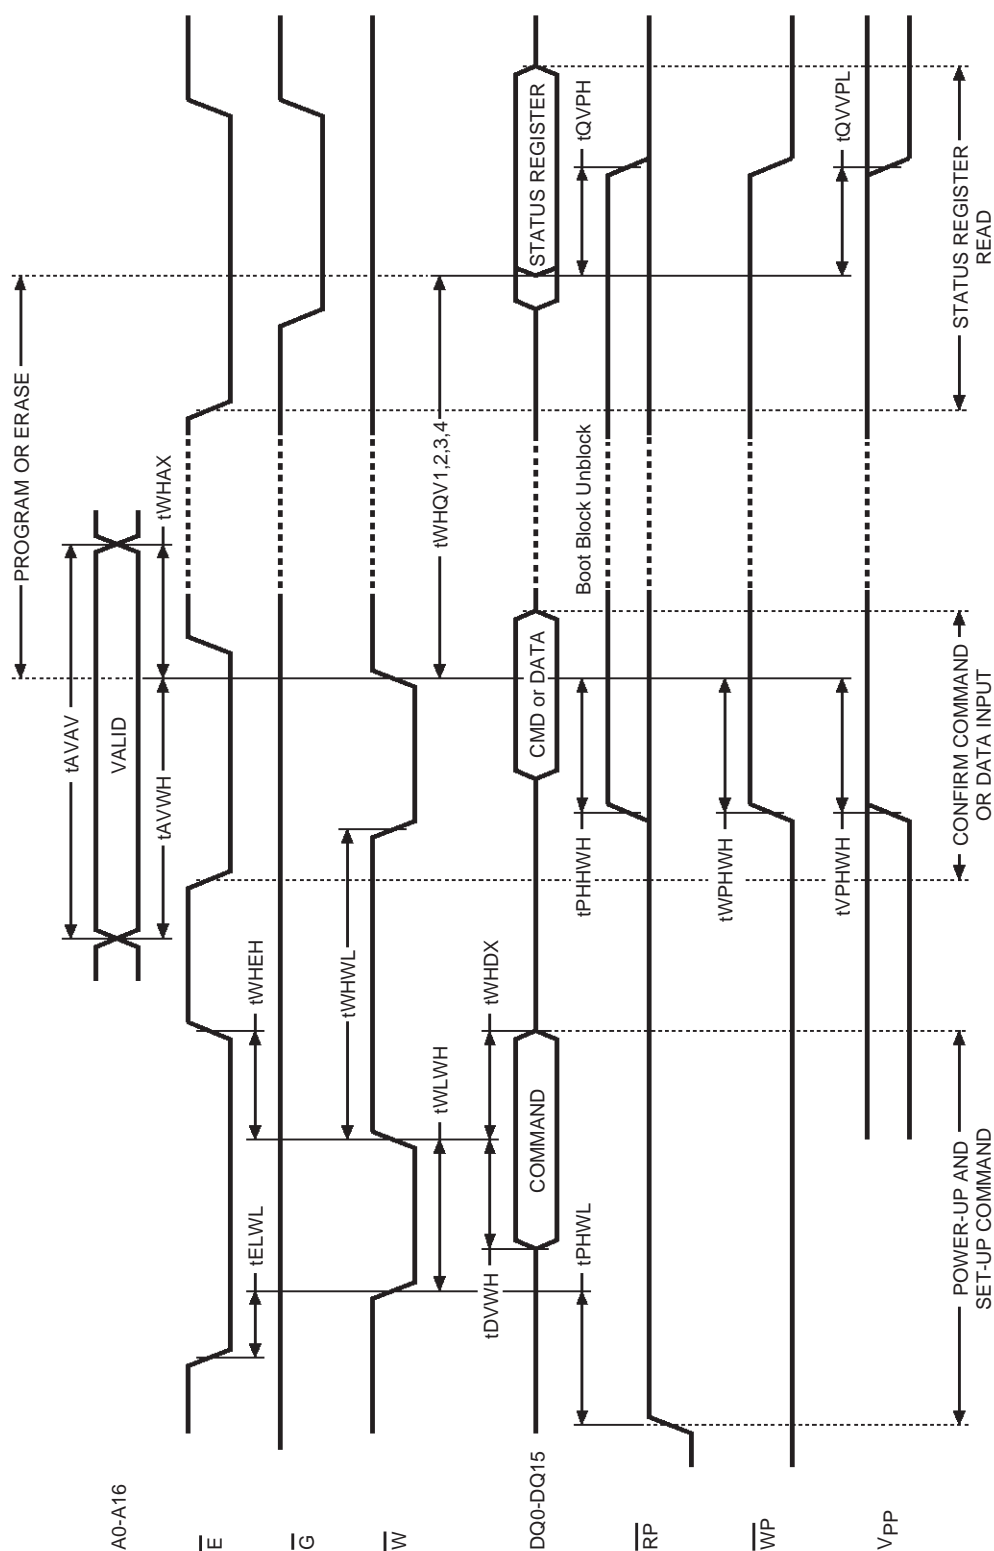 PROGRAM OR ERASE
tAVAV
A0-A16
VALID
tAVWH
tWHAX
E
tELWL
tWHEH
G
tWHWL
W
tWLWH
tWHQV1,2,3,4
tDVWH
tWHDX
DQ0-DQ15
COMMAND
CMD or DATA
STATUS REGISTER
tPHWL
tPHHWH
Boot Block Unblock
tQVPH
RP
tWPHWH
WP
tVPHWH
tQVVPL
VPP
POWER-UP AND
SET-UP COMMAND
CONFIRM COMMAND
OR DATA INPUT
STATUS REGISTER
READ